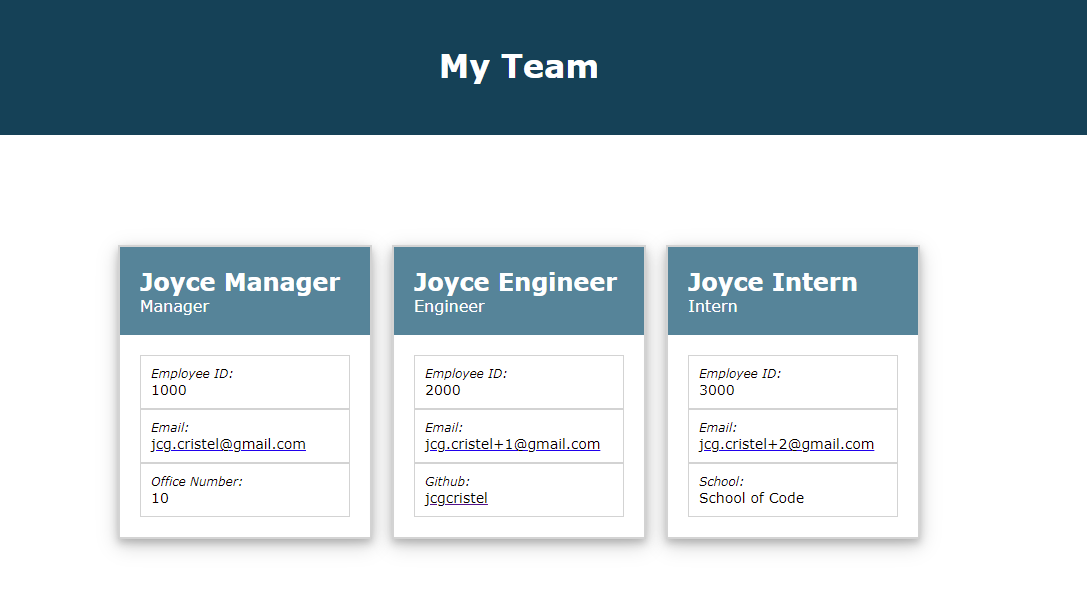 My Team
Joyce Manager
Manager
Employee ID:
1000
Email:
jcg.cristel@gmail.com
Office Number:
10
Joyce Engineer
Engineer
Employee ID:
2000
Email:
jcg.cristel+1@gmail.com
Github:
jcgcristel
Joyce Intern
Intern
Employee ID:
3000
Email:
jcg.cristel+2@gmail.com
School:
School of Code